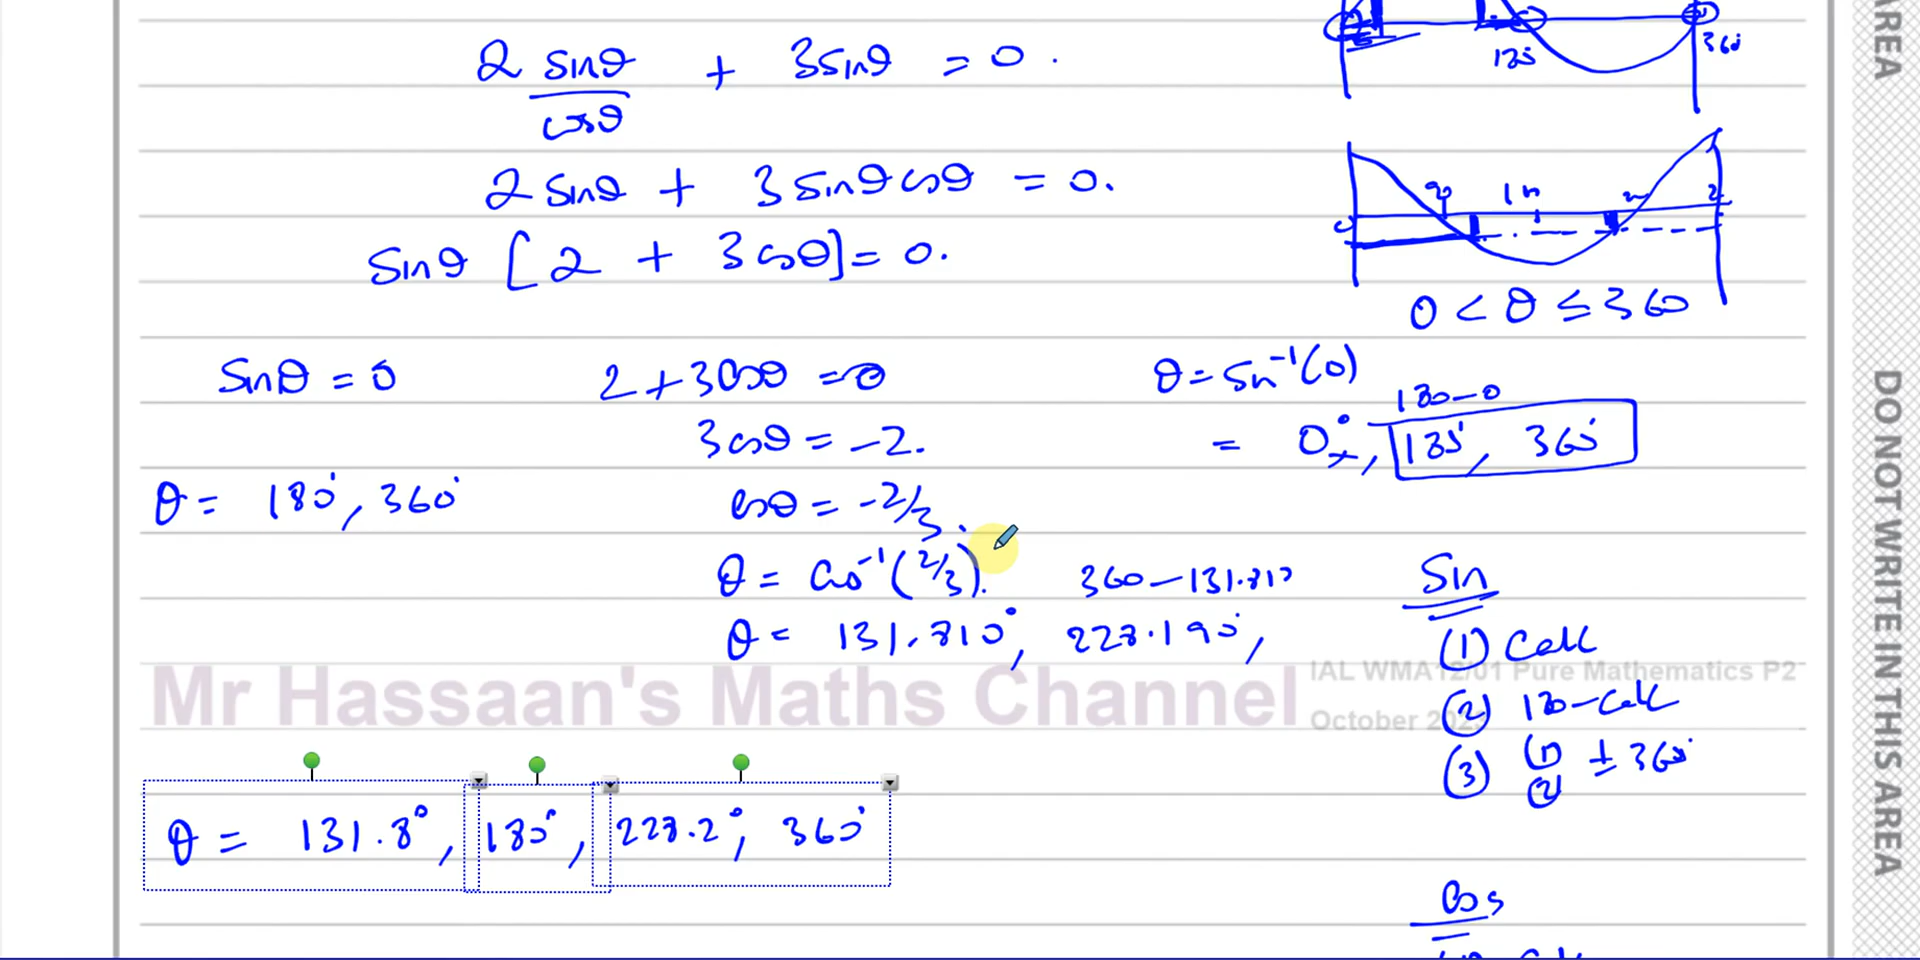 2 sinθ/cosθ + 3sinθ = 0.
2 sinθ + 3 sinθ cosθ = 0.
sinθ [2 + 3 cosθ] = 0.
180
360
0 < θ ≤ 360
sinθ = 0
2 + 3cosθ = 0
θ = sin⁻¹(0)
180 - 0
3 cosθ = -2.
= 0°x, 180°, 360°
θ = 180°, 360°
cosθ = -2/3.
θ = cos⁻¹(2/3).
360 - 131.810
Sin
θ = 131.810°, 228.190°,
(1) Calc
Mr Hassaan's Maths Channel
IAL WMA12/01 Pure Mathematics P2
October
(2) 180 - Calc
(3) (1) (2) ± 360°
θ = 131.8°, 180°, 228.2°, 360°
Cos
AREA
DO NOT WRITE IN THIS AREA